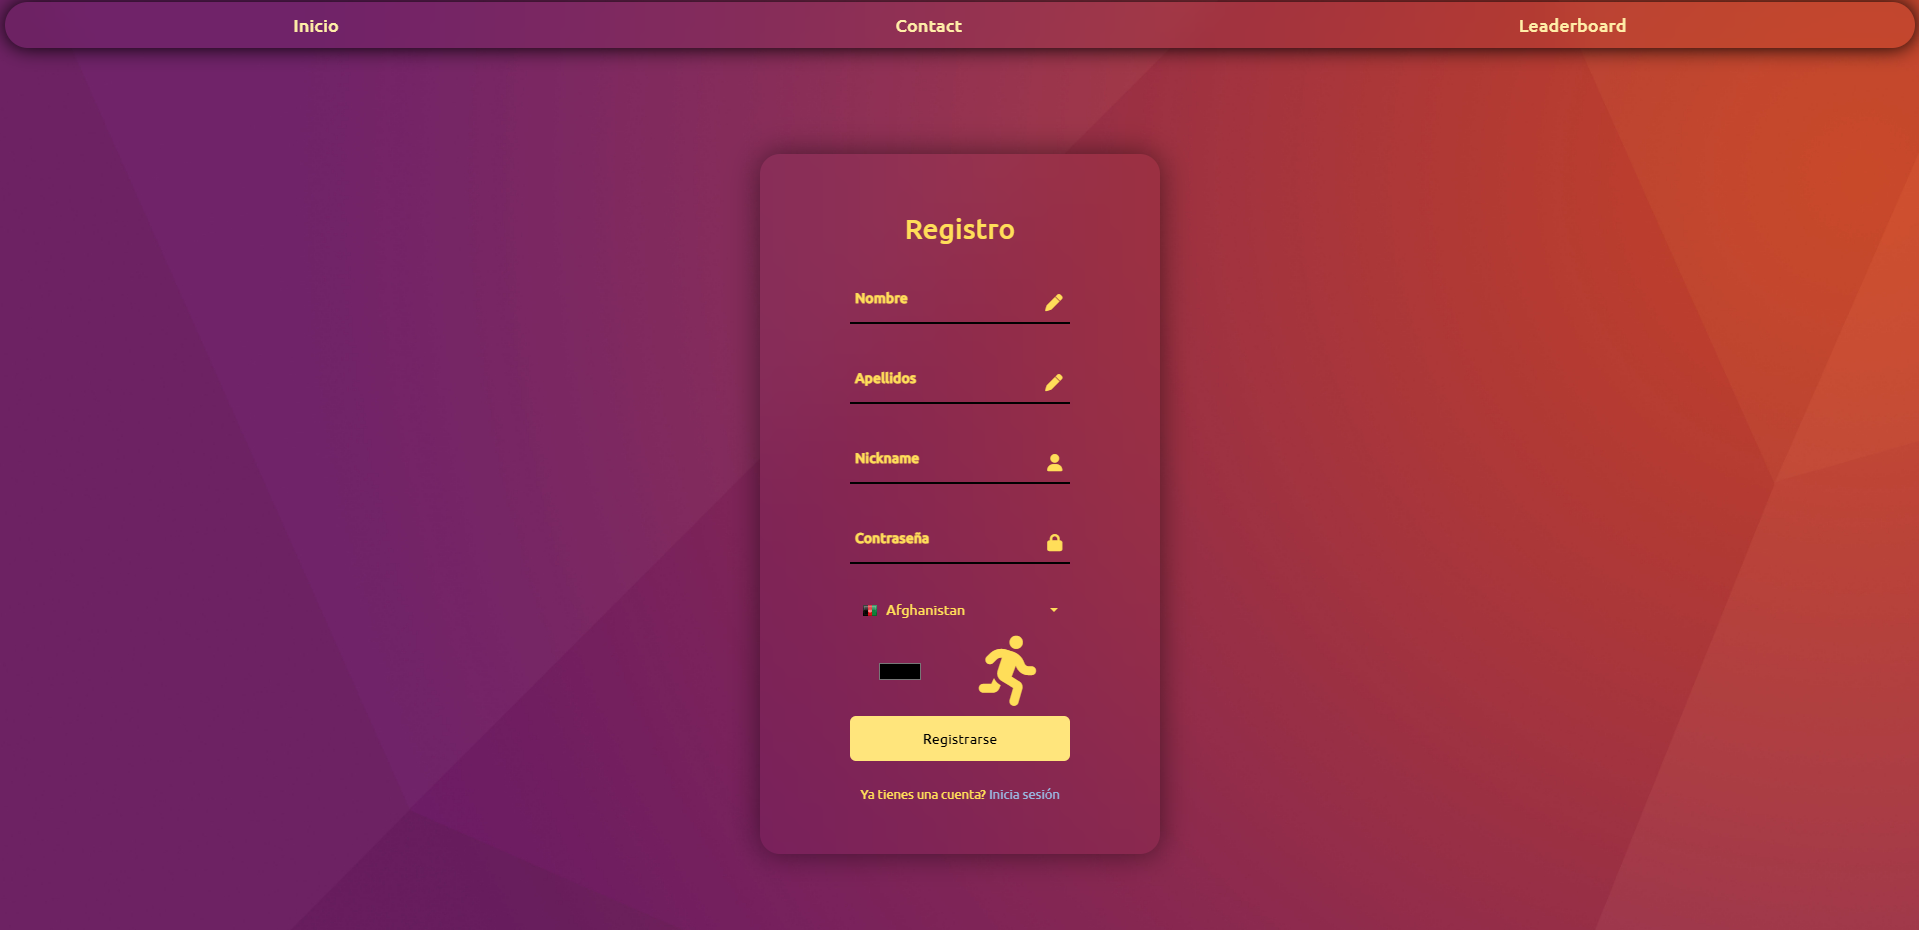 Inicio Contact Leaderboard
Registro
Nombre
Apellidos
Nickname
Contraseña
Afghanistan
Registrarse
Ya tienes una cuenta? Inicia sesión